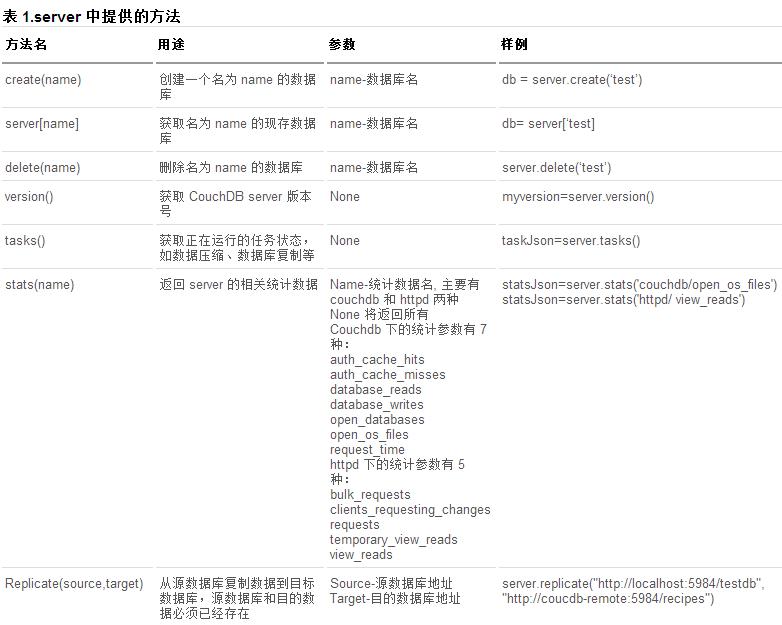 表 1.server 中提供的方法
方法名 用途 参数 样例
create(name) 创建一个名为 name 的数据库 name-数据库名 db = server.create(‘test’)
server[name] 获取名为 name 的现存数据库 name-数据库名 db= server[‘test]
delete(name) 删除名为 name 的数据库 name-数据库名 server.delete(‘test’)
version() 获取 CouchDB server 版本号 None myversion=server.version()
tasks() 获取正在运行的任务状态，如数据压缩、数据库复制等 None taskJson=server.tasks()
stats(name) 返回 server 的相关统计数据
Name-统计数据名, 主要有
couchdb 和 httpd 两种
None 将返回所有
Couchdb 下的统计参数有 7
种：
auth_cache_hits
auth_cache_misses
database_reads
database_writes
open_databases
open_os_files
request_time
httpd 下的统计参数有 5
种：
bulk_requests
clients_requesting_changes
requests
temporary_view_reads
view_reads
statsJson=server.stats('couchdb/open_os_files')
statsJson=server.stats('httpd/ view_reads')
Replicate(source,target)
从源数据库复制数据到目标
数据库，源数据库和目的数
据必须已经存在
Source-源数据库地址
Target-目的数据库地址
server.replicate("http://localhost:5984/testdb",
"http://coucdb-remote:5984/recipes")